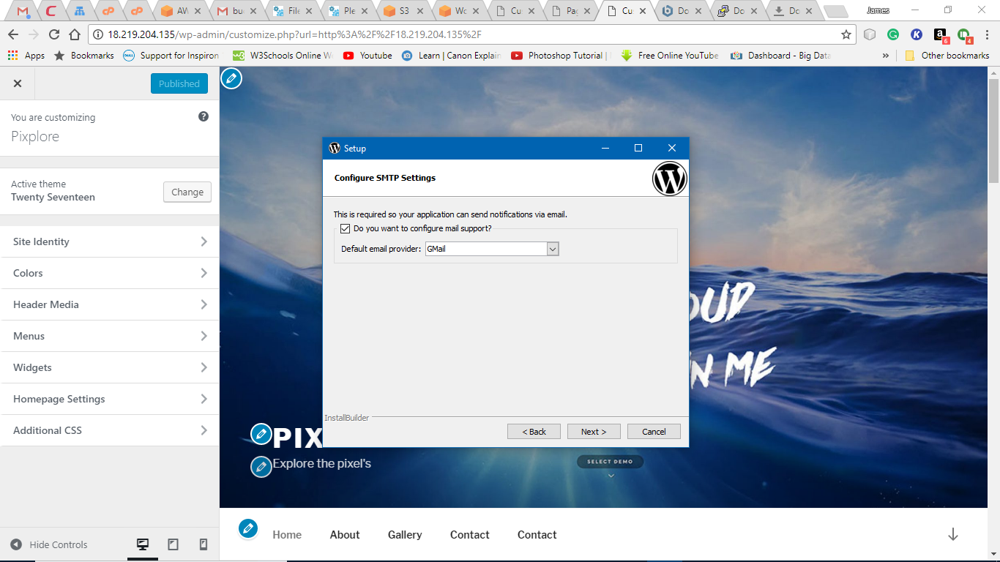 AW
bu
File
Ple
S3
Wo
Cu
Pag
Cu
Do
Do
Do
James
18.219.204.135/wp-admin/customize.php?url=http%3A%2F%2F18.219.204.135%2F
6
4
Apps
Bookmarks
Support for Inspiron
W3Schools Online W
Youtube
Learn | Canon Explain
Photoshop Tutorial |
Free Online YouTube
Dashboard - Big Data
»
Other bookmarks
Published
You are customizing
Pixplore
Active theme
Twenty Seventeen
Change
Site Identity
Colors
Header Media
Menus
Widgets
Homepage Settings
Additional CSS
Hide Controls
Setup
Configure SMTP Settings
This is required so your application can send notifications via email.
Do you want to configure mail support?
Default email provider: GMail
InstallBuilder
< Back
Next >
Cancel
OUD
N ME
PIX
Explore the pixel's
SELECT DEMO
Home
About
Gallery
Contact
Contact